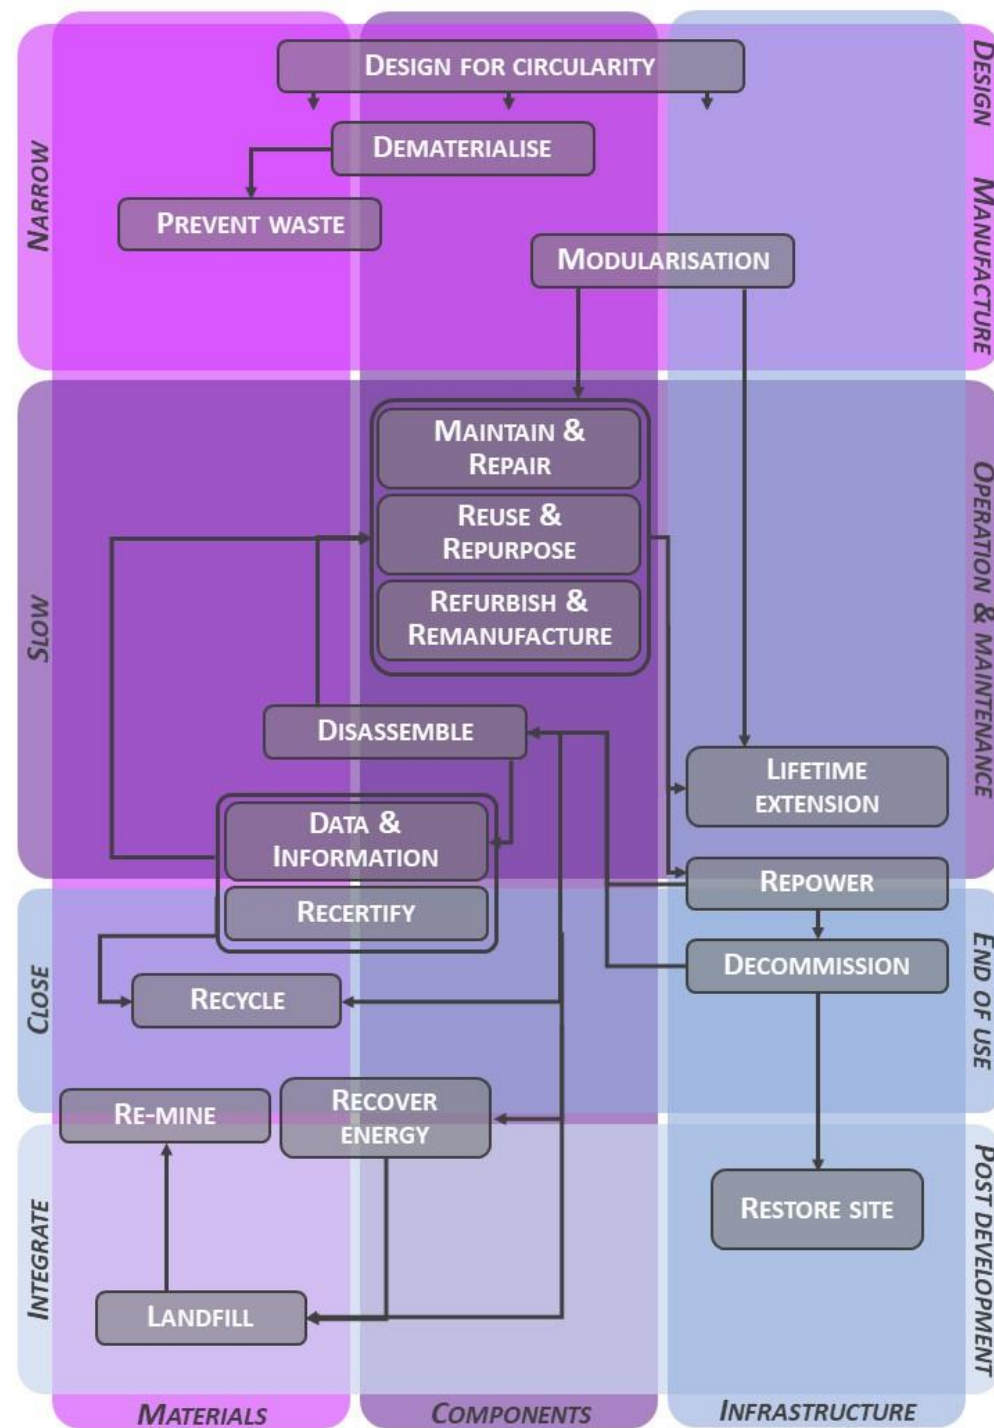 DESIGN FOR CIRCULARITY
DEMATERIALISE
PREVENT WASTE
MODULARISATION
NARROW
DESIGN
MANUFACTURE
MAINTAIN &
REPAIR
REUSE &
REPURPOSE
REFURBISH &
REMANUFACTURE
SLOW
OPERATION & MAINTENANCE
DISASSEMBLE
LIFETIME
EXTENSION
DATA &
INFORMATION
RECERTIFY
REPOWER
DECOMMISSION
CLOSE
END OF USE
RECYCLE
RE-MINE
RECOVER
ENERGY
RESTORE SITE
INTEGRATE
POST DEVELOPMENT
LANDFILL
MATERIALS
COMPONENTS
INFRASTRUCTURE